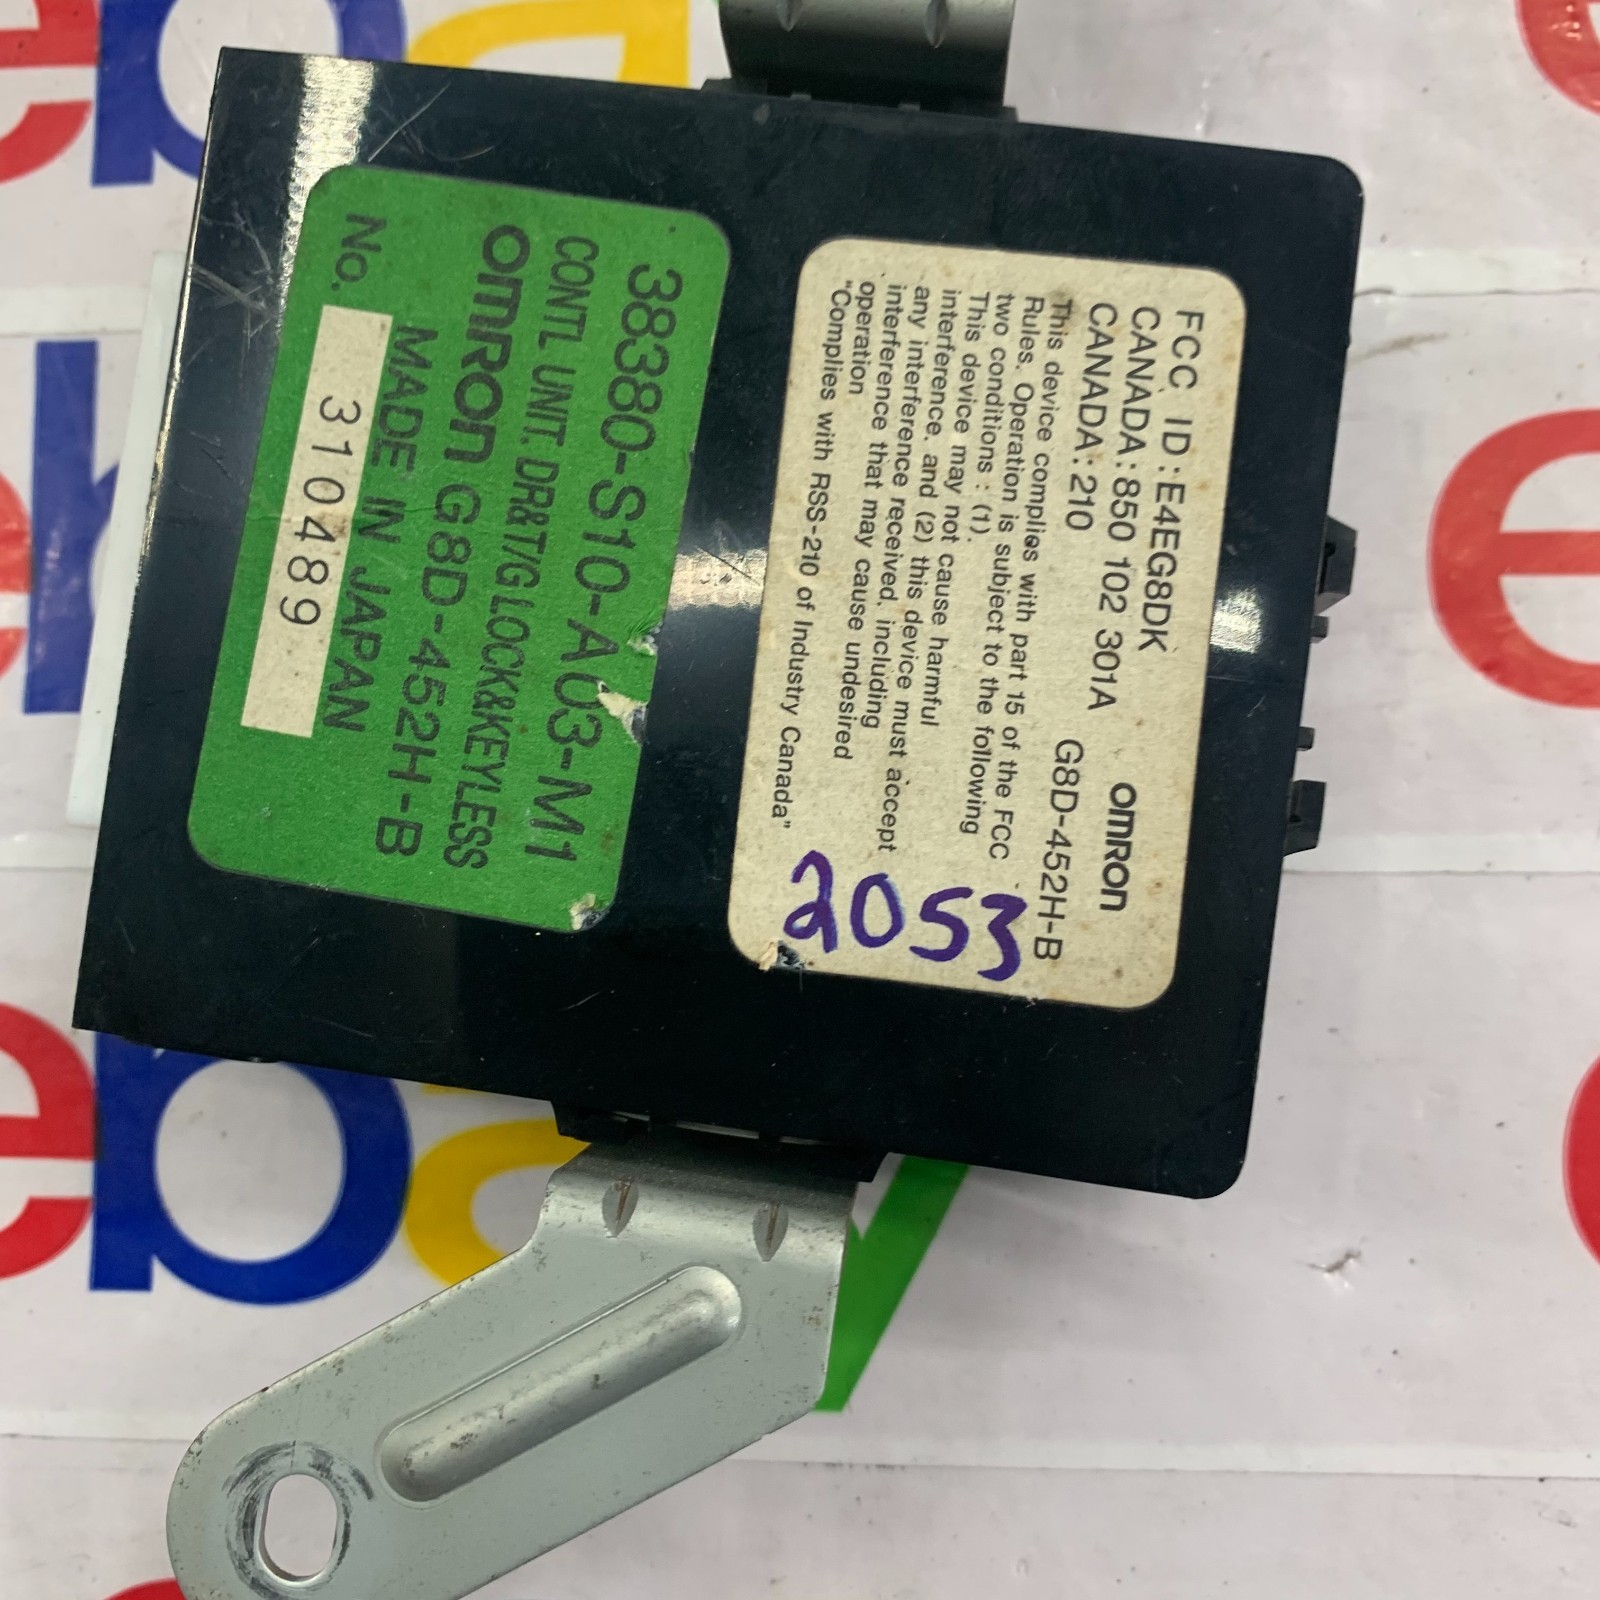 FCC ID:E4EG8DK
CANADA:850 102 301A omron
CANADA:210 G8D-452H-B
This device complies with part 15 of the FCC
Rules. Operation is subject to the following
two conditions : (1).
This device may not cause harmful
interference. and (2) this device must accept
any interference received. including
interference that may cause undesired
operation
"Complies with RSS-210 of Industry Canada"
2053
38380-S10-A03-M1
CONTL UNIT. DR&T/G LOCK&KEYLESS
omron G8D-452H-B
MADE IN JAPAN
No. 310489
ebay